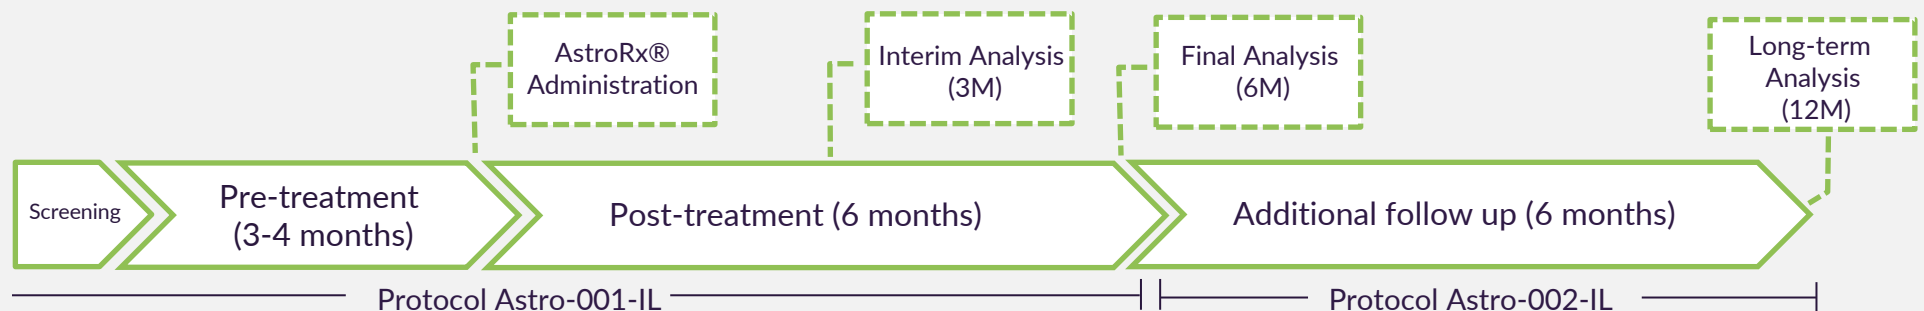 AstroRx®
Administration
Interim Analysis
(3M)
Final Analysis
(6M)
Long-term
Analysis
(12M)
Screening
Pre-treatment
(3-4 months)
Post-treatment (6 months)
Additional follow up (6 months)
Protocol Astro-001-IL
Protocol Astro-002-IL